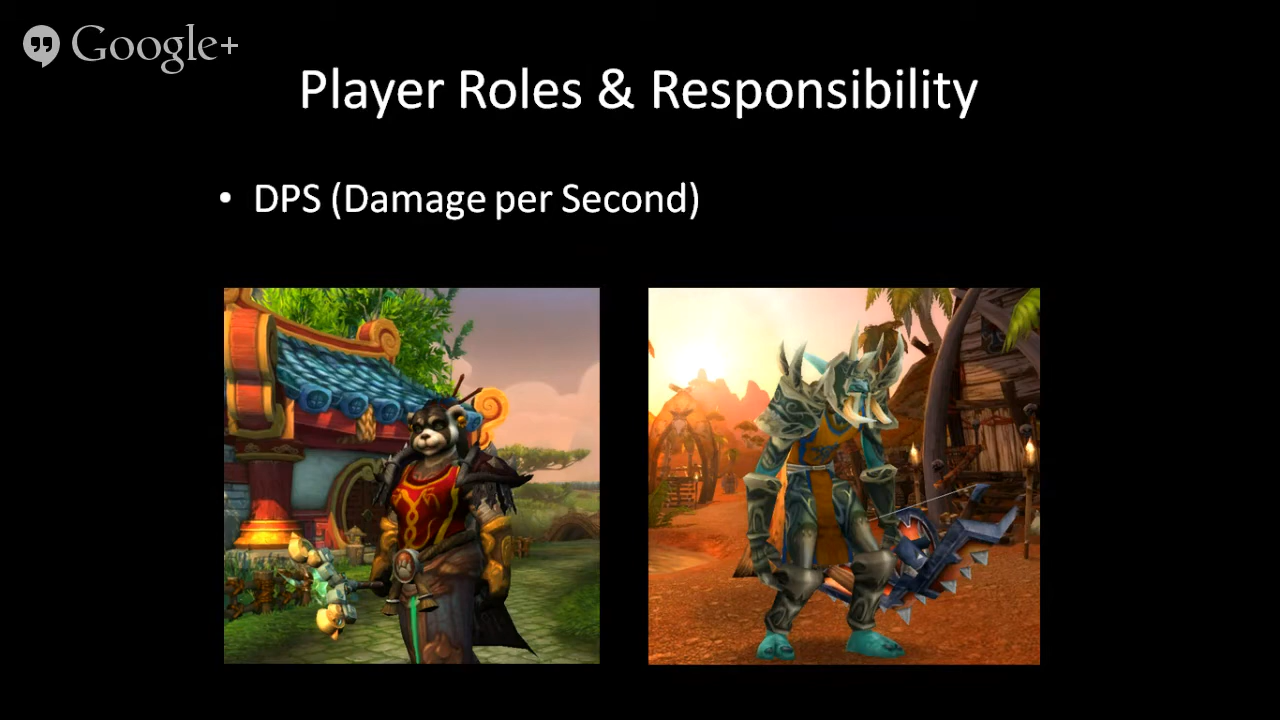 Google+
Player Roles & Responsibility
• DPS (Damage per Second)